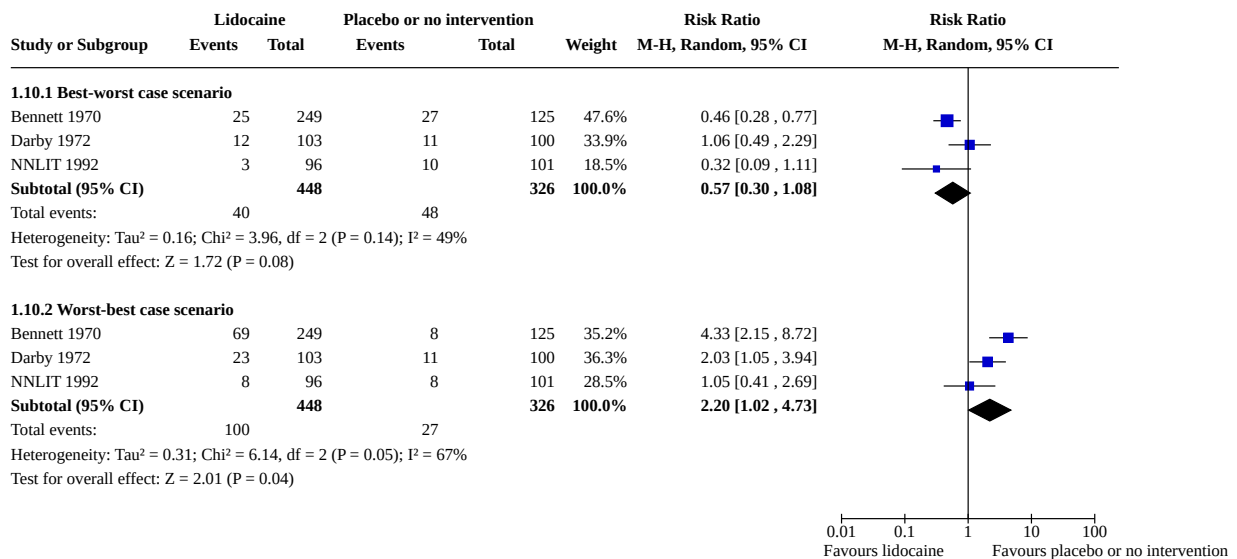 Lidocaine Placebo or no intervention Risk Ratio Risk Ratio
Study or Subgroup Events Total Events Total Weight M-H, Random, 95% CI M-H, Random, 95% CI
1.10.1 Best-worst case scenario
Bennett 1970 25 249 27 125 47.6% 0.46 [0.28 , 0.77]
Darby 1972 12 103 11 100 33.9% 1.06 [0.49 , 2.29]
NNLIT 1992 3 96 10 101 18.5% 0.32 [0.09 , 1.11]
Subtotal (95% CI) 448 326 100.0% 0.57 [0.30 , 1.08]
Total events: 40 48
Heterogeneity: Tau² = 0.16; Chi² = 3.96, df = 2 (P = 0.14); I² = 49%
Test for overall effect: Z = 1.72 (P = 0.08)
1.10.2 Worst-best case scenario
Bennett 1970 69 249 8 125 35.2% 4.33 [2.15 , 8.72]
Darby 1972 23 103 11 100 36.3% 2.03 [1.05 , 3.94]
NNLIT 1992 8 96 8 101 28.5% 1.05 [0.41 , 2.69]
Subtotal (95% CI) 448 326 100.0% 2.20 [1.02 , 4.73]
Total events: 100 27
Heterogeneity: Tau² = 0.31; Chi² = 6.14, df = 2 (P = 0.05); I² = 67%
Test for overall effect: Z = 2.01 (P = 0.04)
0.01 0.1 1 10 100
Favours lidocaine Favours placebo or no intervention